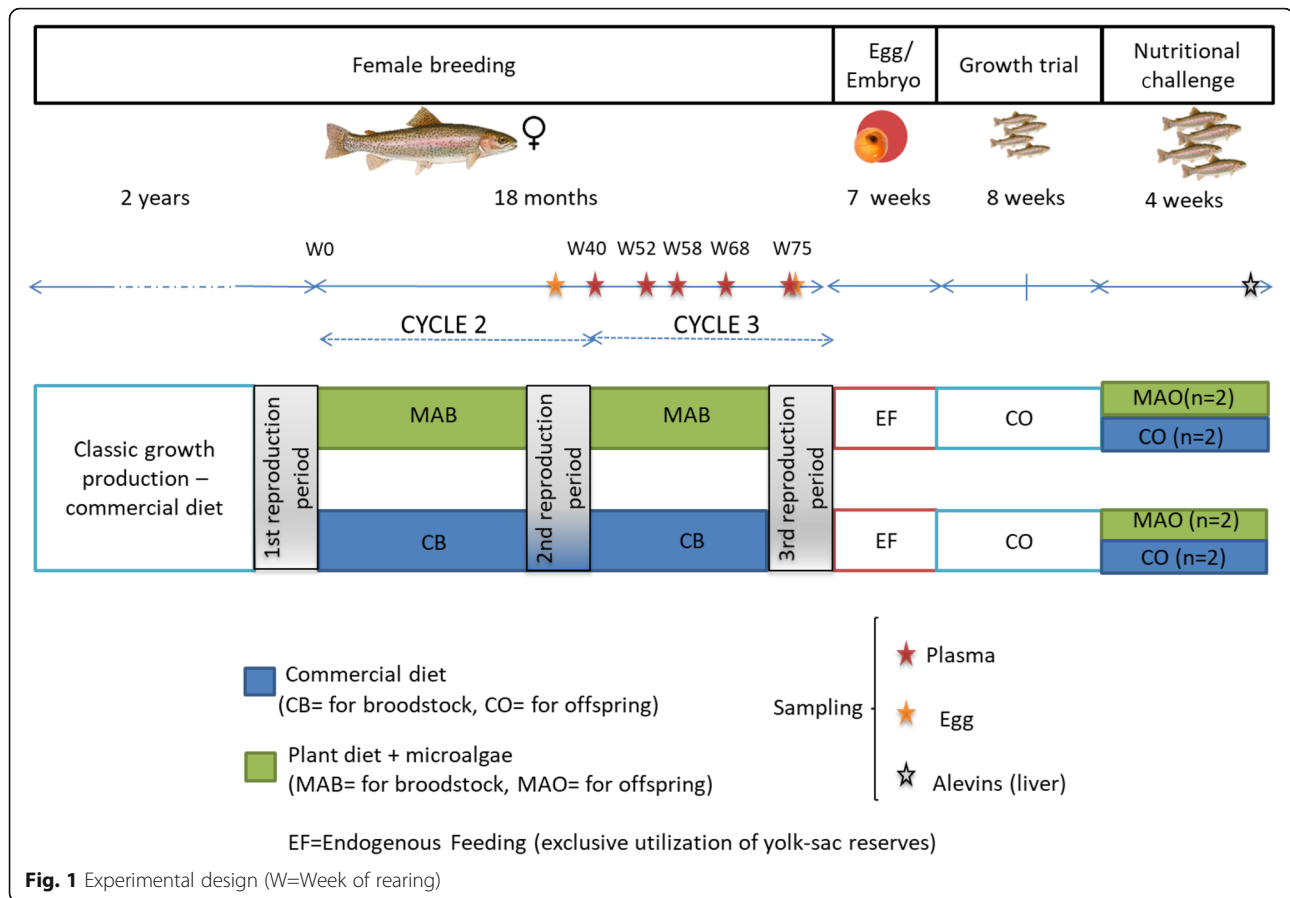 Female breeding
Egg/
Embryo
Growth trial
Nutritional
challenge
♀
2 years
18 months
7 weeks
8 weeks
4 weeks
W0
W40
W52
W58
W68
W75
CYCLE 2
CYCLE 3
Classic growth
production –
commercial diet
1st reproduction
period
MAB
CB
2nd reproduction
period
MAB
CB
3rd reproduction
period
EF
CO
MAO(n=2)
CO (n=2)
EF
CO
MAO (n=2)
CO (n=2)
Commercial diet
(CB= for broodstock, CO= for offspring)
Plant diet + microalgae
(MAB= for broodstock, MAO= for offspring)
EF=Endogenous Feeding (exclusive utilization of yolk-sac reserves)
Sampling
Plasma
Egg
Alevins (liver)
Fig. 1 Experimental design (W=Week of rearing)